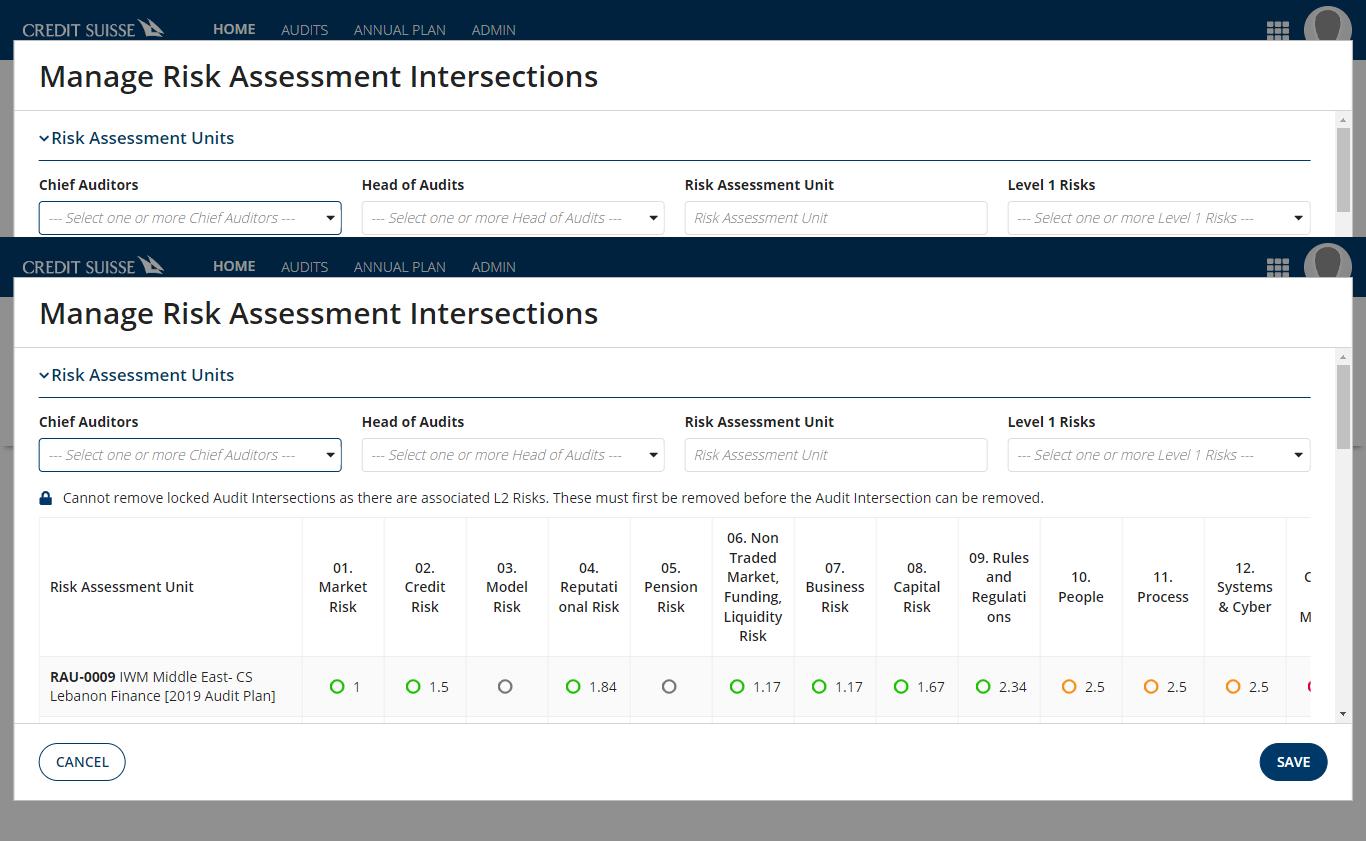 CREDIT SUISSE HOME AUDITS ANNUAL PLAN ADMIN
Manage Risk Assessment Intersections
Risk Assessment Units
Chief Auditors Head of Audits Risk Assessment Unit Level 1 Risks
--- Select one or more Chief Auditors --- --- Select one or more Head of Audits --- Risk Assessment Unit --- Select one or more Level 1 Risks ---
CREDIT SUISSE HOME AUDITS ANNUAL PLAN ADMIN
Manage Risk Assessment Intersections
Risk Assessment Units
Chief Auditors Head of Audits Risk Assessment Unit Level 1 Risks
--- Select one or more Chief Auditors --- --- Select one or more Head of Audits --- Risk Assessment Unit --- Select one or more Level 1 Risks ---
Cannot remove locked Audit Intersections as there are associated L2 Risks. These must first be removed before the Audit Intersection can be removed.
Risk Assessment Unit
01.
Market
Risk
02.
Credit
Risk
03.
Model
Risk
04.
Reputati
onal Risk
05.
Pension
Risk
06. Non
Traded
Market,
Funding,
Liquidity
Risk
07.
Business
Risk
08.
Capital
Risk
09. Rules
and
Regulati
ons
10.
People
11.
Process
12.
Systems
& Cyber
RAU-0009 IWM Middle East- CS
Lebanon Finance [2019 Audit Plan]
1 1.5 1.84 1.17 1.17 1.67 2.34 2.5 2.5 2.5
CANCEL SAVE